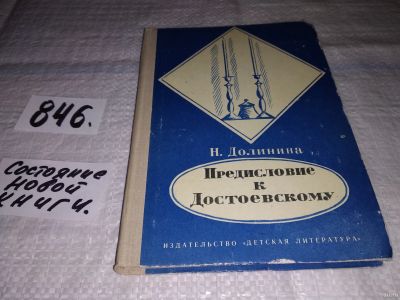 846.
Состояние
новой
книги.
Н. Долинина
Предисловие
к
Достоевскому
ИЗДАТЕЛЬСТВО «ДЕТСКАЯ ЛИТЕРАТУРА»